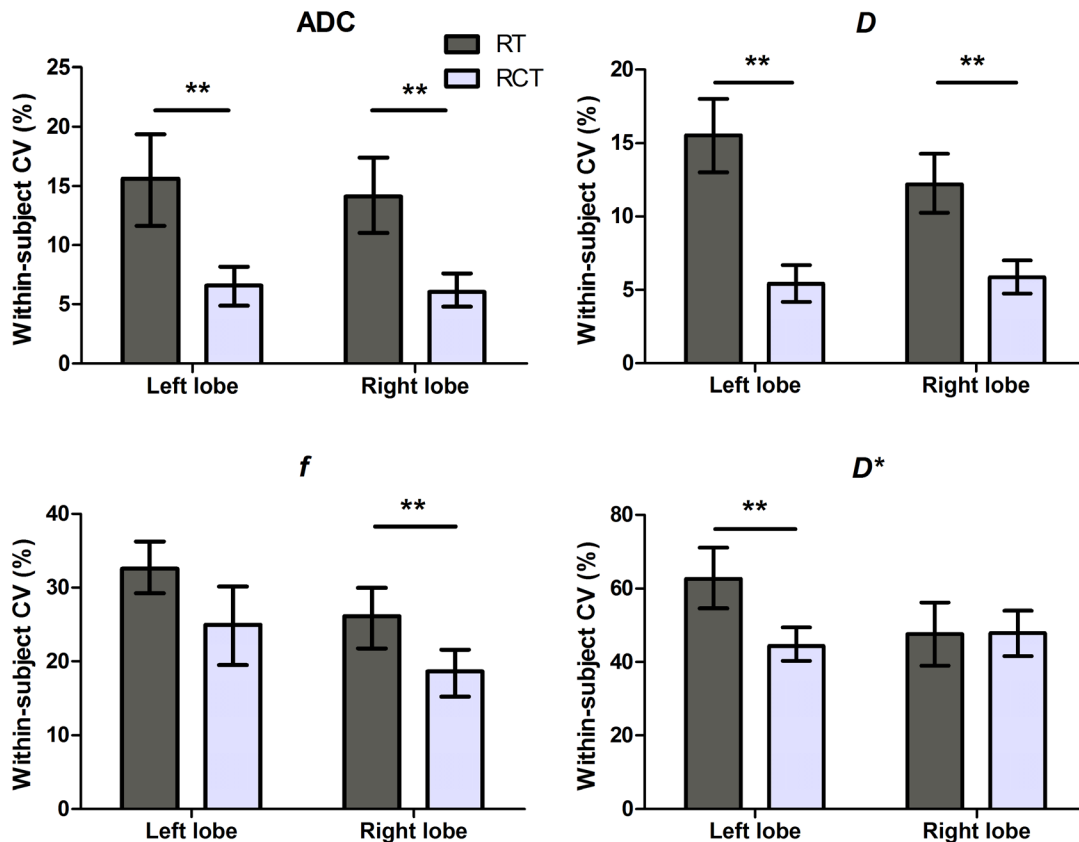 ADC
RT
RCT
**
**
Within-subject CV (%)
25
20
15
10
5
0
Left lobe
Right lobe
D
**
**
Within-subject CV (%)
20
15
10
5
0
Left lobe
Right lobe
f
**
Within-subject CV (%)
40
30
20
10
0
Left lobe
Right lobe
D*
**
Within-subject CV (%)
80
60
40
20
0
Left lobe
Right lobe